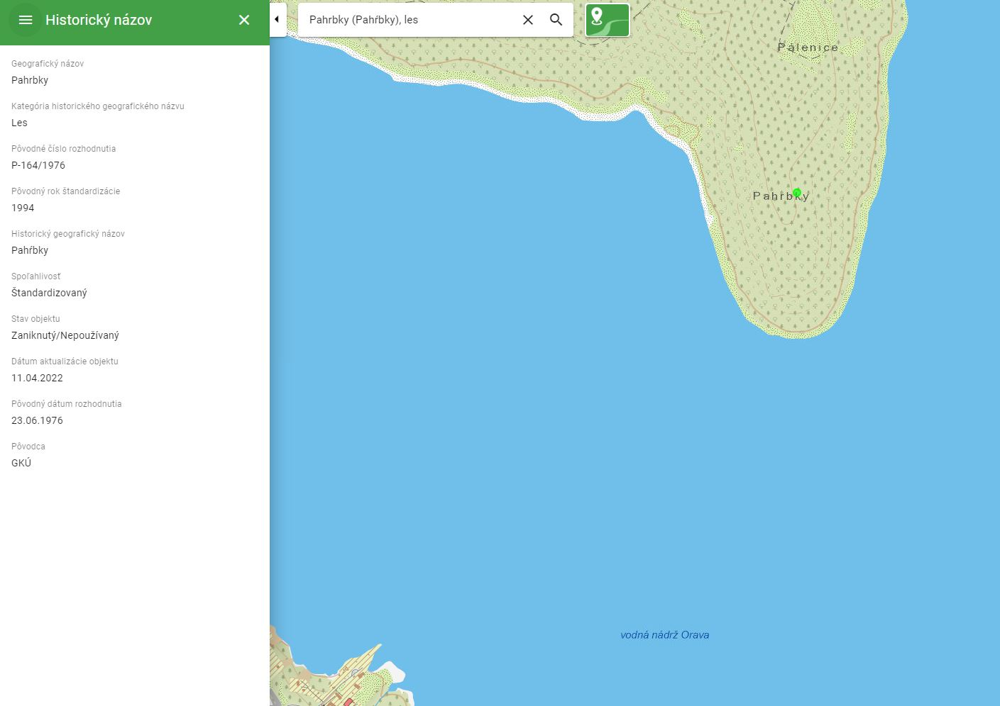 Historický názov
Geografický názov
Pahrbky
Kategória historického geografického názvu
Les
Pôvodné číslo rozhodnutia
P-164/1976
Pôvodný rok štandardizácie
1994
Historický geografický názov
Pahŕbky
Spoľahlivosť
Štandardizovaný
Stav objektu
Zaniknutý/Nepoužívaný
Dátum aktualizácie objektu
11.04.2022
Pôvodný dátum rozhodnutia
23.06.1976
Pôvodca
GKÚ
Pahrbky (Pahŕbky), les
Pálenice
Pahrbky
vodná nádrž Orava